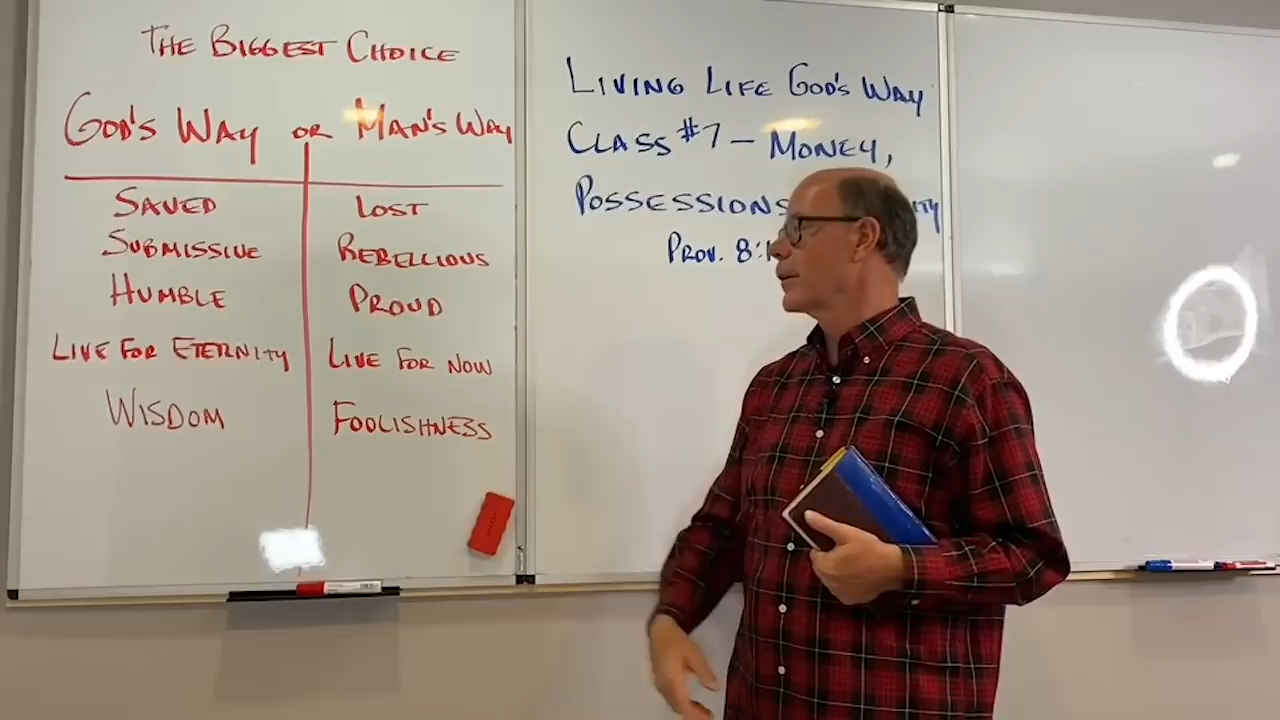 THE BIGGEST CHOICE
GOD'S WAY OR MAN'S WAY
SAVED LOST
SUBMISSIVE REBELLIOUS
HUMBLE PROUD
LIVE FOR ETERNITY LIVE FOR NOW
WISDOM FOOLISHNESS
LIVING LIFE GOD'S WAY
CLASS #7 - MONEY,
POSSESSIONS
PROV. 8:1